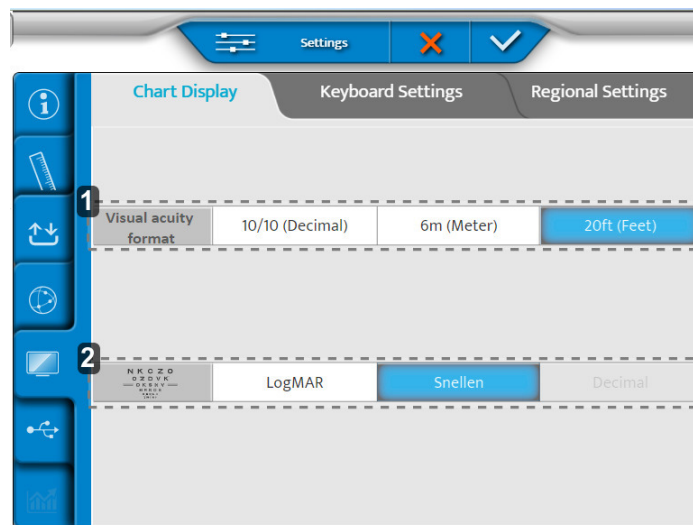 Settings
Chart Display
Keyboard Settings
Regional Settings
1
Visual acuity
format
10/10 (Decimal)
6m (Meter)
20ft (Feet)
2
N K C Z O
O Z D V K
LogMAR
Snellen
Decimal